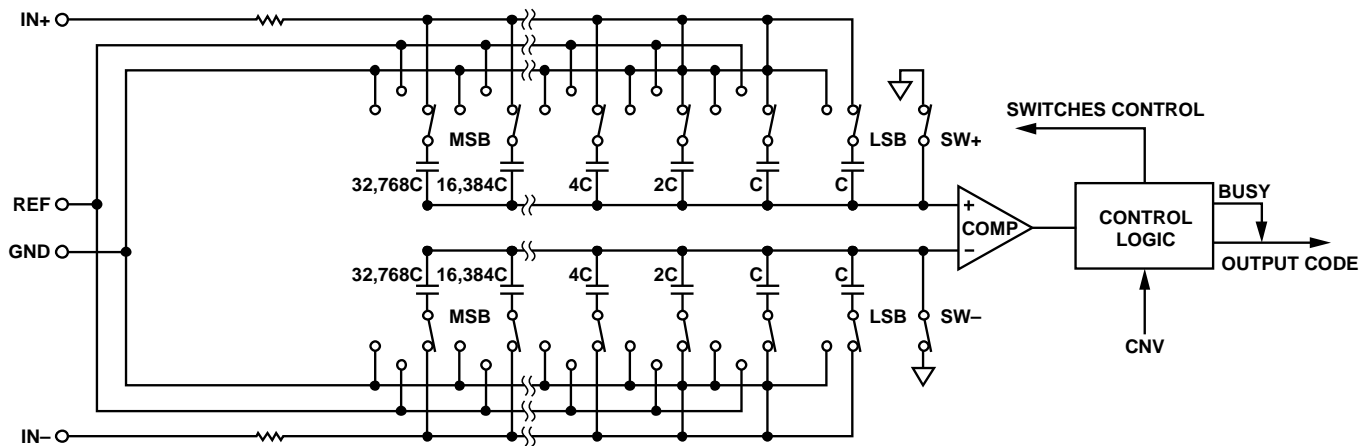 IN+
SWITCHES CONTROL
MSB
LSB
SW+
32,768C 16,384C 4C 2C C C
BUSY
REF
+
COMP
−
CONTROL
LOGIC
GND
OUTPUT CODE
32,768C 16,384C 4C 2C C C
MSB
LSB
SW−
CNV
IN−